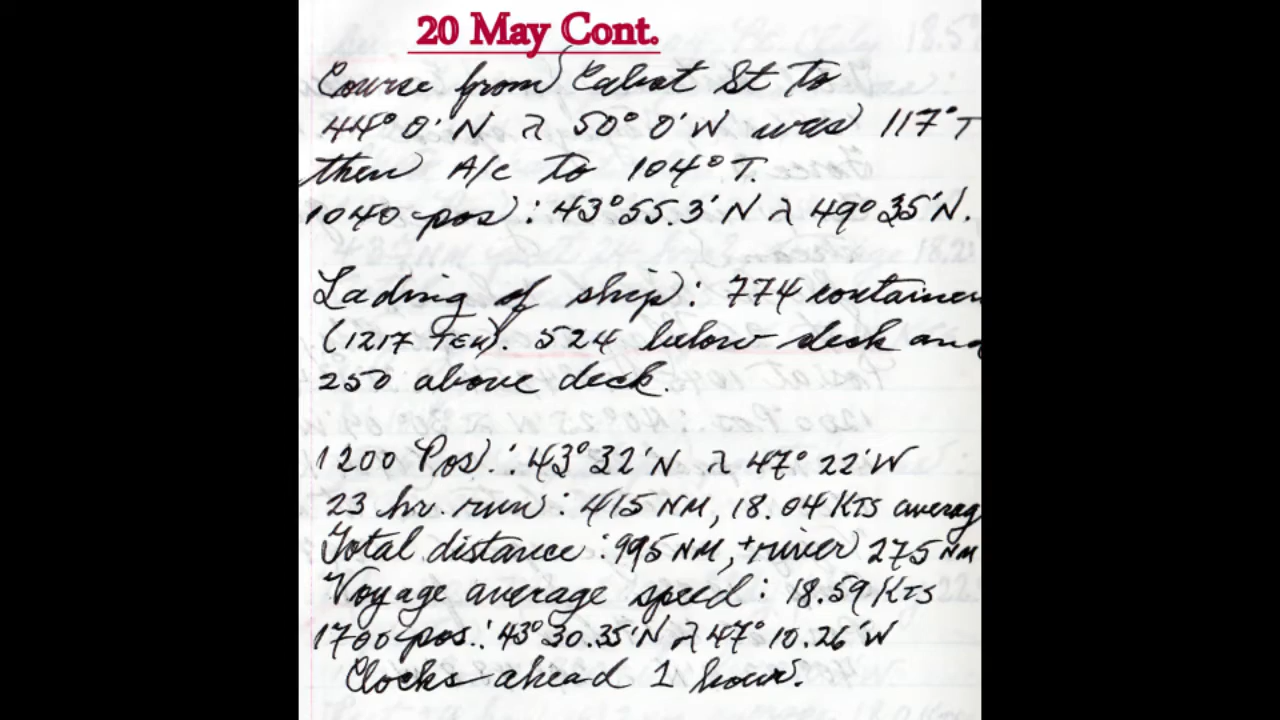 20 May Cont.
Course from Cabot St to
44° 0' N λ 50° 0' W was 117° T
then A/c to 104° T.
1040 pos: 43° 55.3' N λ 49° 35' N.
Lading of ship: 774 container
(1217 TEU). 524 below deck and
250 above deck.
1200 Pos.: 43° 32' N λ 47° 22' W
23 hr. run: 415 NM, 18.04 KTS averag
Total distance: 995 NM, + river 275 NM
Voyage average speed: 18.59 KTS
1700 pos.: 43° 30.35' N λ 47° 10.26' W
Clocks ahead 1 hour.